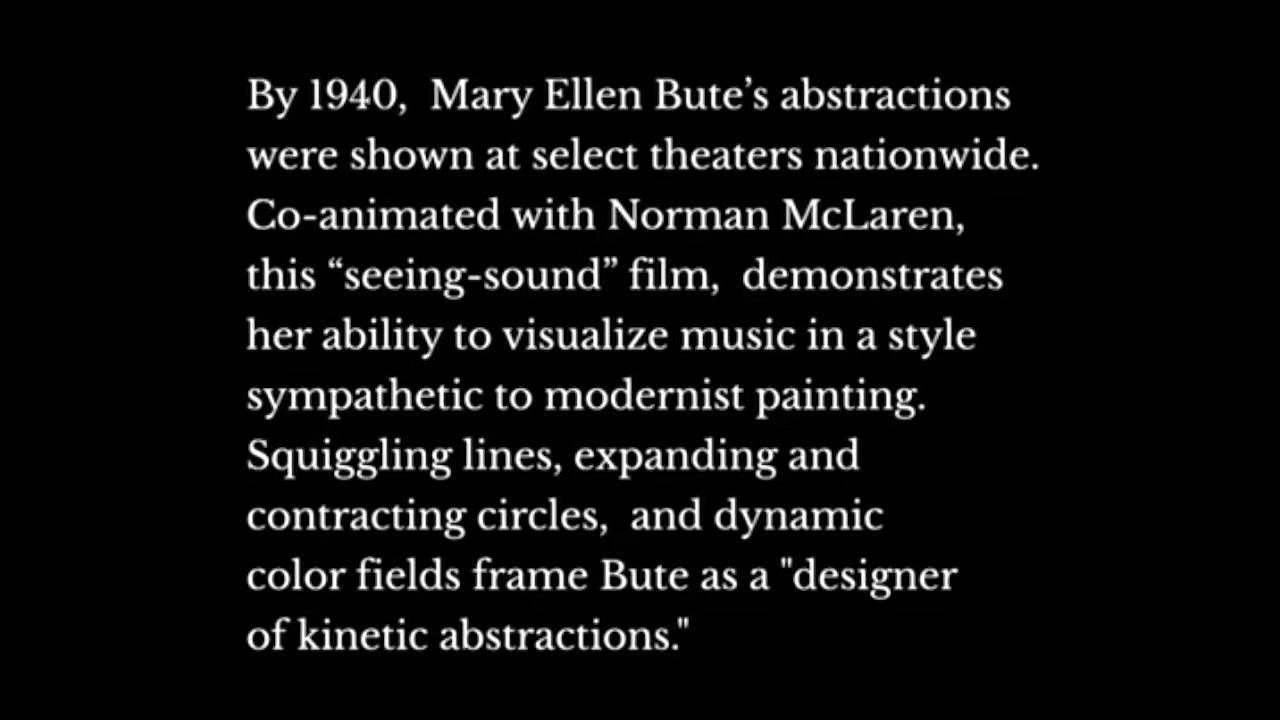 By 1940,  Mary Ellen Bute’s abstractions
were shown at select theaters nationwide.
Co-animated with Norman McLaren,
this “seeing-sound” film,  demonstrates
her ability to visualize music in a style
sympathetic to modernist painting.
Squiggling lines, expanding and
contracting circles,  and dynamic
color fields frame Bute as a "designer
of kinetic abstractions."